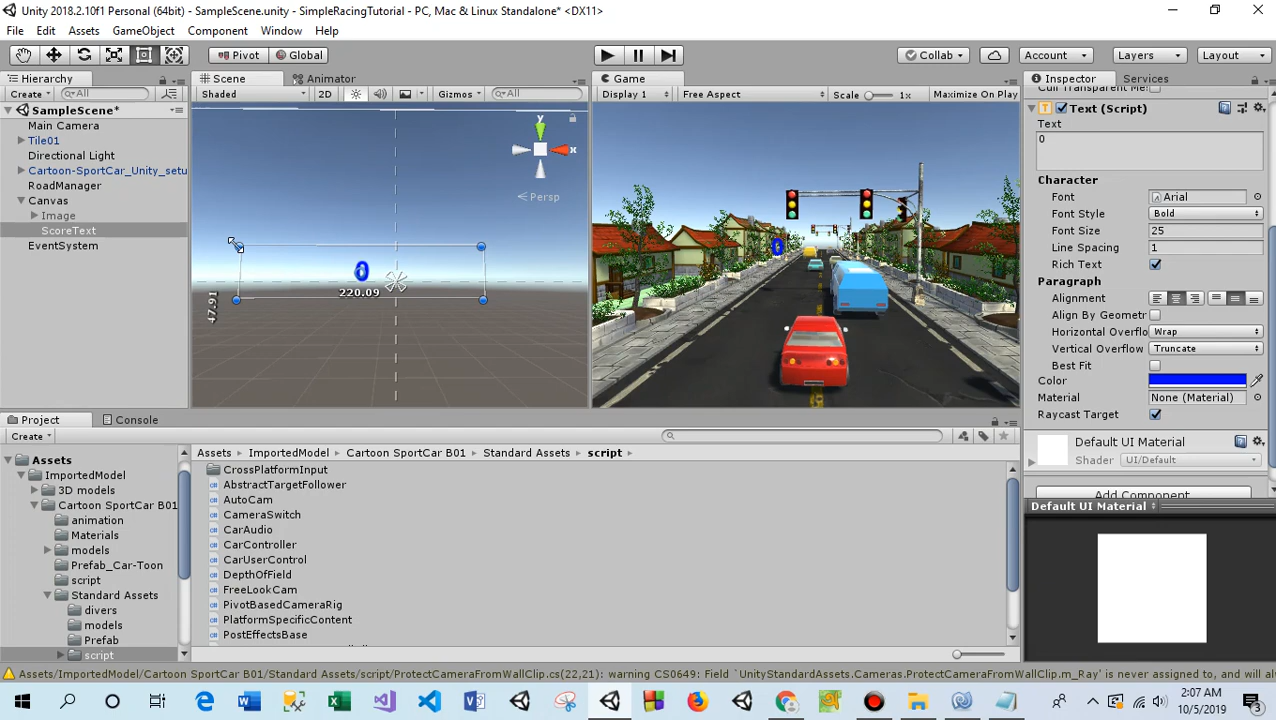 Unity 2018.2.10f1 Personal (64bit) - SampleScene.unity - SimpleRacingTutorial - PC, Mac & Linux Standalone* <DX11>
File Edit Assets GameObject Component Window Help
Pivot Global Collab Account Layers Layout
Hierarchy
Create All
SampleScene*
Main Camera
Tile01
Directional Light
Cartoon-SportCar_Unity_setu
RoadManager
Canvas
Image
ScoreText
EventSystem
Scene Animator
Shaded 2D Gizmos All
y
x
Persp
0
220.09
47.91
Game
Display 1 Free Aspect Scale 1x Maximize On Play
0
Inspector Services
Text (Script)
Text
0
Character
Font Arial
Font Style Bold
Font Size 25
Line Spacing 1
Rich Text
Paragraph
Alignment
Align By Geometr
Horizontal Overflo Wrap
Vertical Overflow Truncate
Best Fit
Color
Material None (Material)
Raycast Target
Default UI Material
Shader UI/Default
Add Component
Default UI Material
Project Console
Create
Assets
ImportedModel
3D models
Cartoon SportCar B01
animation
Materials
models
Prefab_Car-Toon
script
Standard Assets
divers
models
Prefab
script
Assets ImportedModel Cartoon SportCar B01 Standard Assets script
CrossPlatformInput
AbstractTargetFollower
AutoCam
CameraSwitch
CarAudio
CarController
CarUserControl
DepthOfField
FreeLookCam
PivotBasedCameraRig
PlatformSpecificContent
PostEffectsBase
Assets/ImportedModel/Cartoon SportCar B01/Standard Assets/script/ProtectCameraFromWallClip.cs(22,21): warning CS0649: Field `UnityStandardAssets.Cameras.ProtectCameraFromWallClip.m_Ray' is never assigned to, and will a
2:07 AM
10/5/2019
3